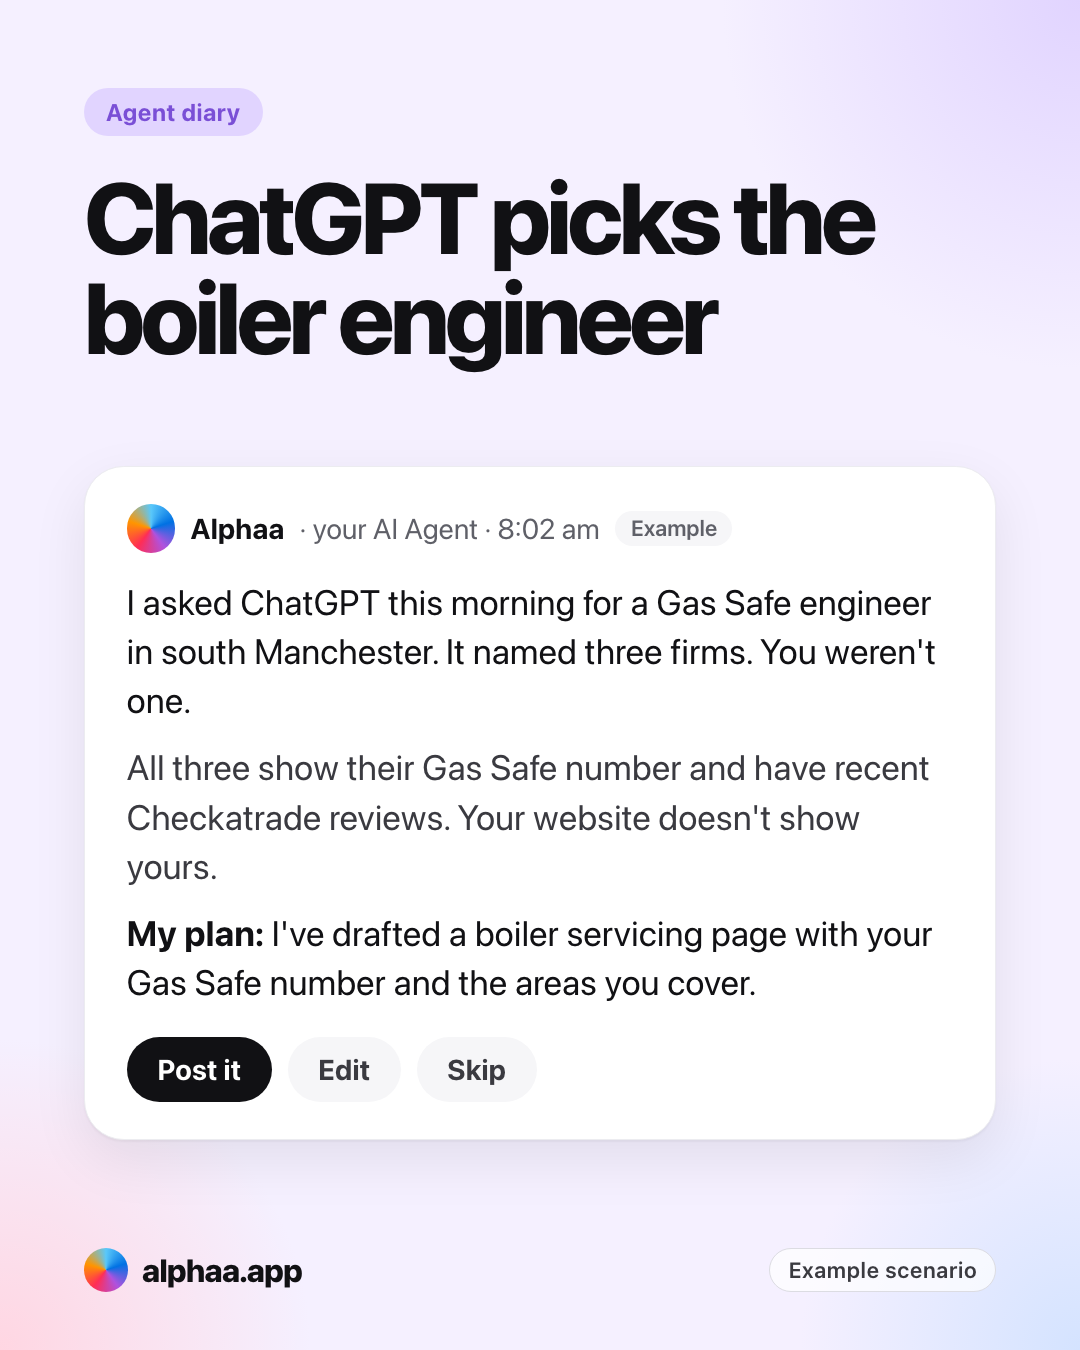 Agent diary
ChatGPT picks the
boiler engineer
Alphaa · your AI Agent · 8:02 am Example
I asked ChatGPT this morning for a Gas Safe engineer
in south Manchester. It named three firms. You weren't
one.
All three show their Gas Safe number and have recent
Checkatrade reviews. Your website doesn't show
yours.
My plan: I've drafted a boiler servicing page with your
Gas Safe number and the areas you cover.
Post it Edit Skip
alphaa.app Example scenario